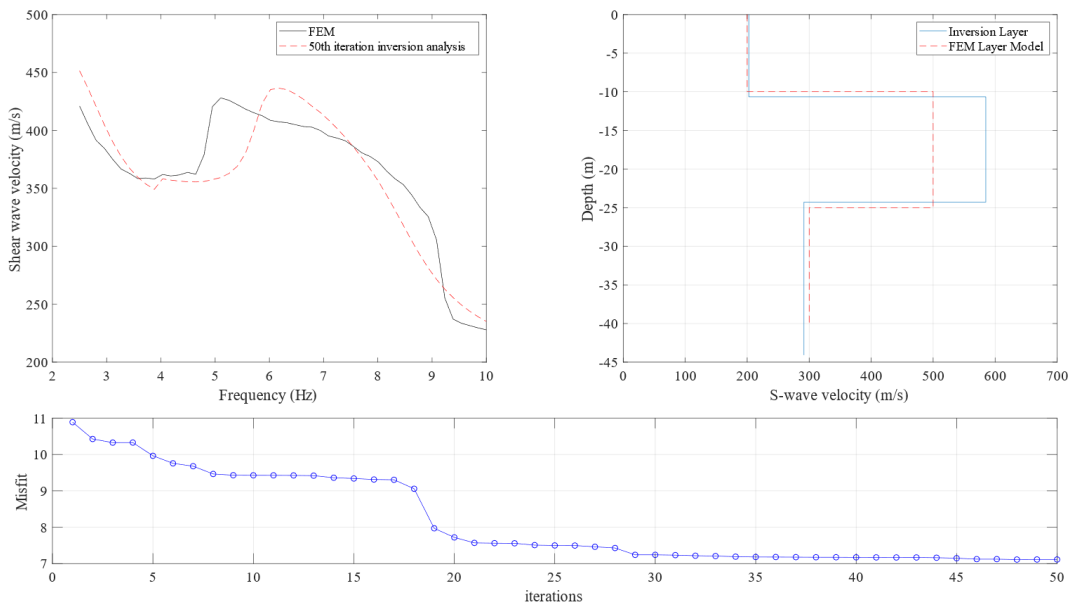 500
450
400
350
300
250
200
Shear wave velocity (m/s)
FEM
50th iteration inversion analysis
2 3 4 5 6 7 8 9 10
Frequency (Hz)
0
-5
-10
-15
-20
-25
-30
-35
-40
-45
Depth (m)
Inversion Layer
FEM Layer Model
0 100 200 300 400 500 600 700
S-wave velocity (m/s)
11
10
9
8
7
Misfit
0 5 10 15 20 25 30 35 40 45 50
iterations